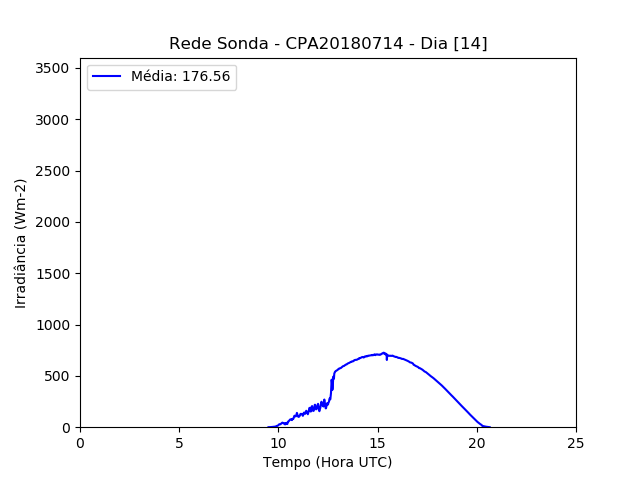 Rede Sonda - CPA20180714 - Dia [14]
Média: 176.56
3500
3000
2500
2000
1500
1000
500
0
Irradiância (Wm-2)
0 5 10 15 20 25
Tempo (Hora UTC)